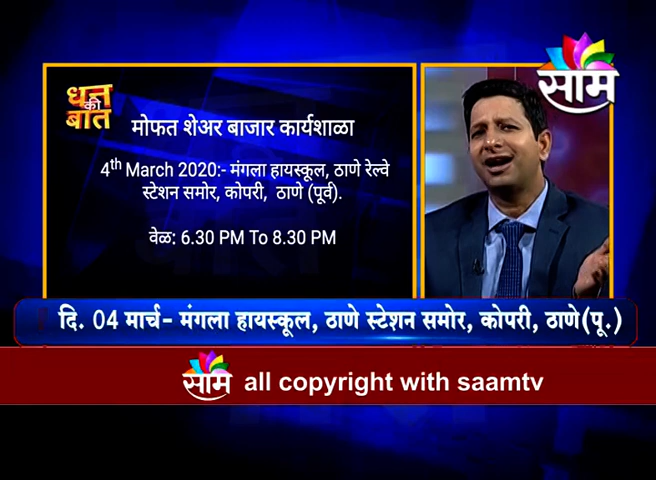 साम
धन
की
बात
मोफत शेअर बाजार कार्यशाळा
4th March 2020:- मंगला हायस्कूल, ठाणे रेल्वे
स्टेशन समोर, कोपरी, ठाणे (पूर्व).
वेळ: 6.30 PM To 8.30 PM
दि. 04 मार्च- मंगला हायस्कूल, ठाणे स्टेशन समोर, कोपरी, ठाणे(पू.)
साम all copyright with saamtv